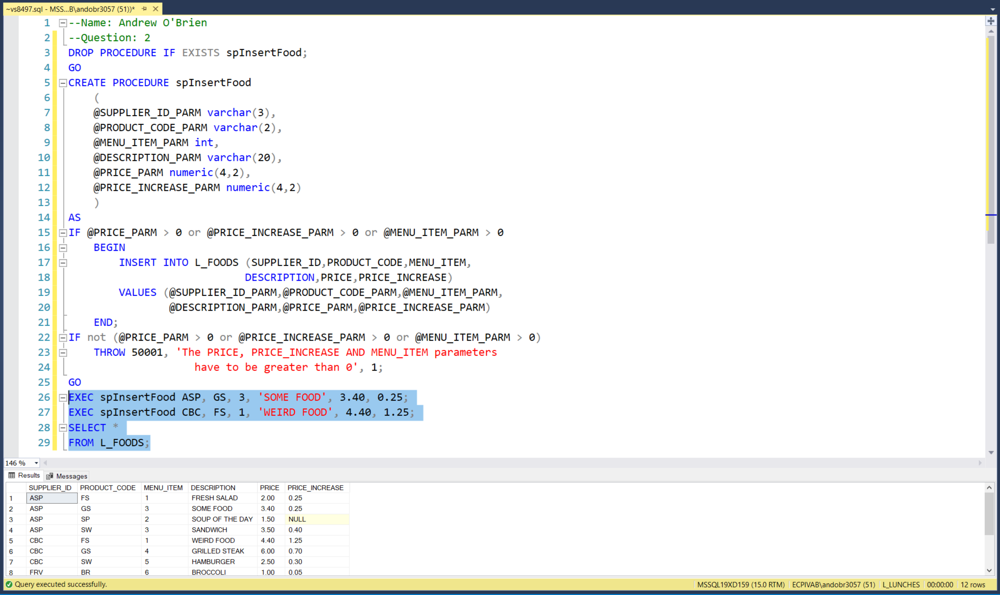 ~vs8497.sql - MSS...B\andobr3057 (51))*
1 --Name: Andrew O'Brien
2 --Question: 2
3 DROP PROCEDURE IF EXISTS spInsertFood;
4 GO
5 CREATE PROCEDURE spInsertFood
6 (
7 @SUPPLIER_ID_PARM varchar(3),
8 @PRODUCT_CODE_PARM varchar(2),
9 @MENU_ITEM_PARM int,
10 @DESCRIPTION_PARM varchar(20),
11 @PRICE_PARM numeric(4,2),
12 @PRICE_INCREASE_PARM numeric(4,2)
13 )
14 AS
15 IF @PRICE_PARM > 0 or @PRICE_INCREASE_PARM > 0 or @MENU_ITEM_PARM > 0
16 BEGIN
17 INSERT INTO L_FOODS (SUPPLIER_ID,PRODUCT_CODE,MENU_ITEM,
18 DESCRIPTION,PRICE,PRICE_INCREASE)
19 VALUES (@SUPPLIER_ID_PARM,@PRODUCT_CODE_PARM,@MENU_ITEM_PARM,
20 @DESCRIPTION_PARM,@PRICE_PARM,@PRICE_INCREASE_PARM)
21 END;
22 IF not (@PRICE_PARM > 0 or @PRICE_INCREASE_PARM > 0 or @MENU_ITEM_PARM > 0)
23 THROW 50001, 'The PRICE, PRICE_INCREASE AND MENU_ITEM parameters
24 have to be greater than 0', 1;
25 GO
26 EXEC spInsertFood ASP, GS, 3, 'SOME FOOD', 3.40, 0.25;
27 EXEC spInsertFood CBC, FS, 1, 'WEIRD FOOD', 4.40, 1.25;
28 SELECT *
29 FROM L_FOODS;
146 %
Results Messages
SUPPLIER_ID PRODUCT_CODE MENU_ITEM DESCRIPTION PRICE PRICE_INCREASE
1 ASP FS 1 FRESH SALAD 2.00 0.25
2 ASP GS 3 SOME FOOD 3.40 0.25
3 ASP SP 2 SOUP OF THE DAY 1.50 NULL
4 ASP SW 3 SANDWICH 3.50 0.40
5 CBC FS 1 WEIRD FOOD 4.40 1.25
6 CBC GS 4 GRILLED STEAK 6.00 0.70
7 CBC SW 5 HAMBURGER 2.50 0.30
8 FRV BR 6 BROCCOLI 1.00 0.05
Query executed successfully. MSSQL19XD159 (15.0 RTM) ECPIVAB\andobr3057 (51) L_LUNCHES 00:00:00 12 rows